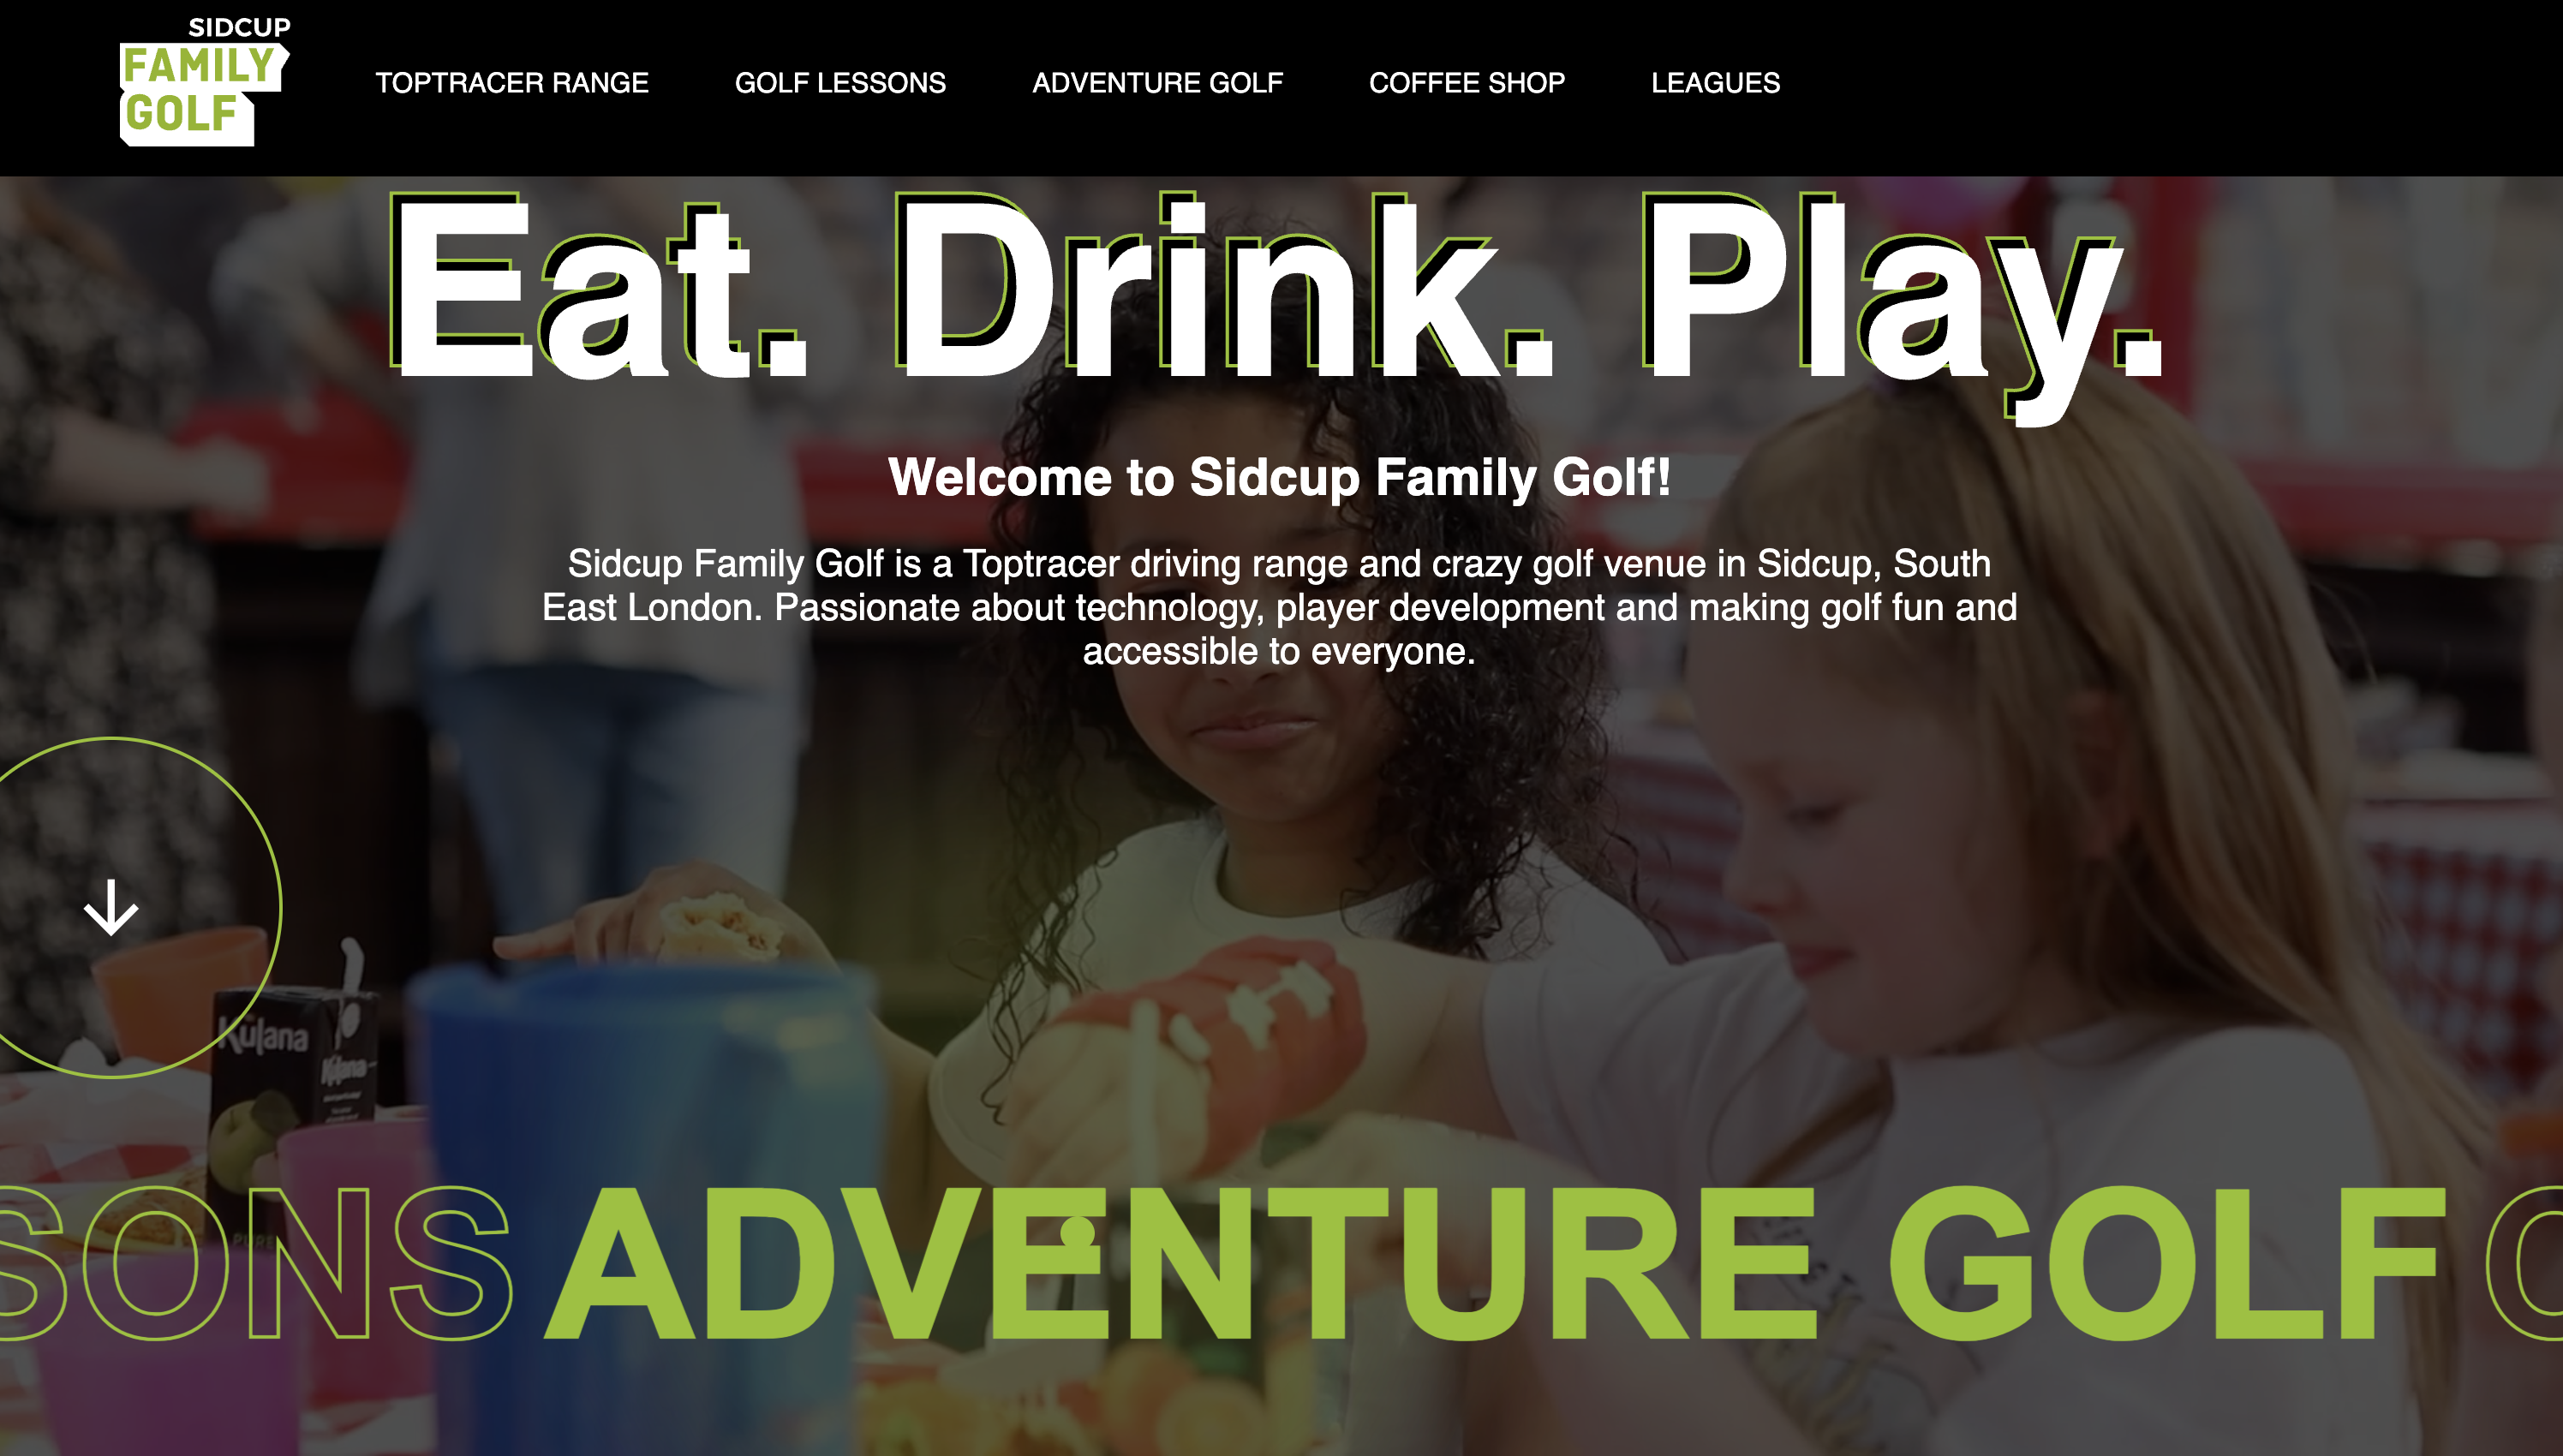 SIDCUP
FAMILY
GOLF
TOPTRACER RANGE
GOLF LESSONS
ADVENTURE GOLF
COFFEE SHOP
LEAGUES
Eat. Drink. Play.
Welcome to Sidcup Family Golf!
Sidcup Family Golf is a Toptracer driving range and crazy golf venue in Sidcup, South
East London. Passionate about technology, player development and making golf fun and
accessible to everyone.
Kulana
Kulana
PURE
SONS ADVENTURE GOLF